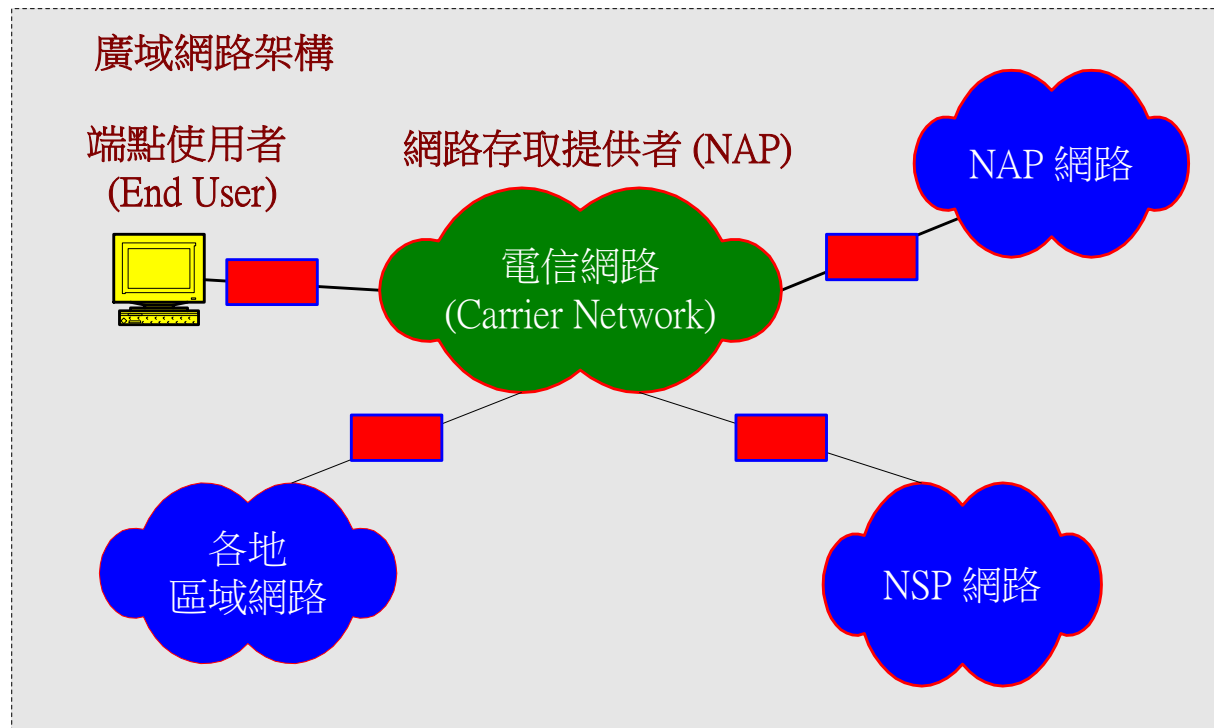 廣域網路架構
端點使用者
(End User)
網路存取提供者 (NAP)
NAP 網路
電信網路
(Carrier Network)
各地
區域網路
NSP 網路